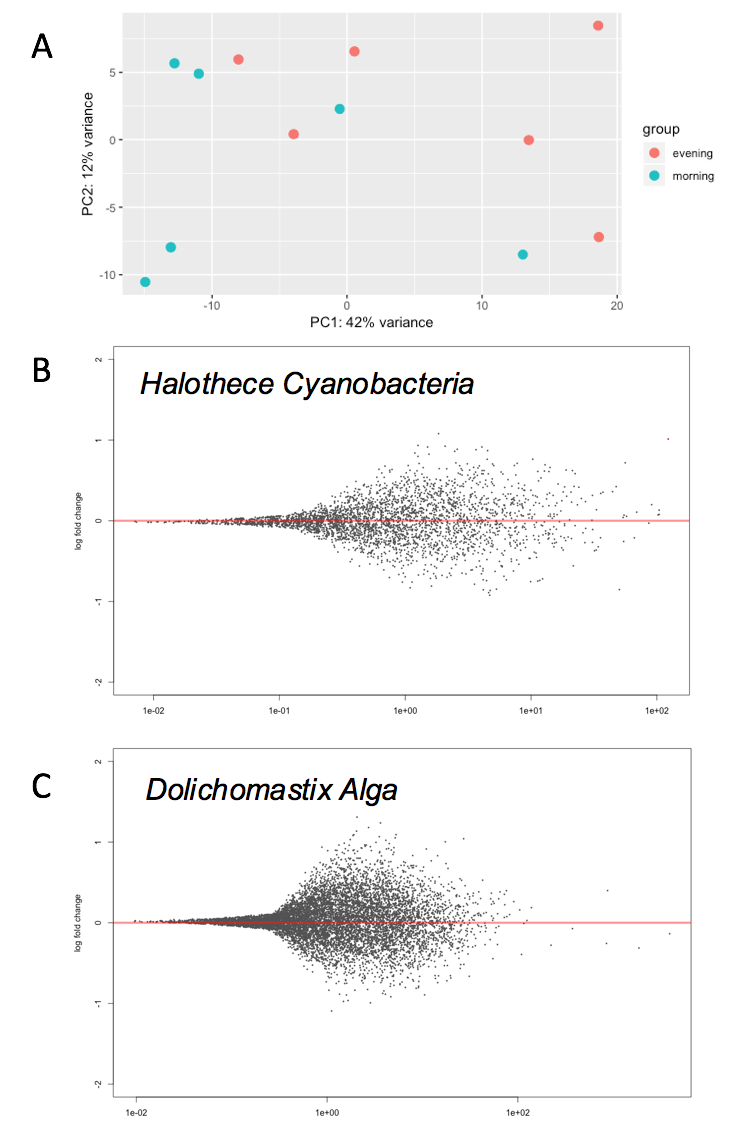 A
5
0
-5
-10
PC2: 12% variance
-10 0 10 20
PC1: 42% variance
group
evening
morning
B
Halothece Cyanobacteria
2
1
0
-1
-2
log fold change
1e-02 1e-01 1e+00 1e+01 1e+02
C
Dolichomastix Alga
2
1
0
-1
-2
log fold change
1e-02 1e+00 1e+02